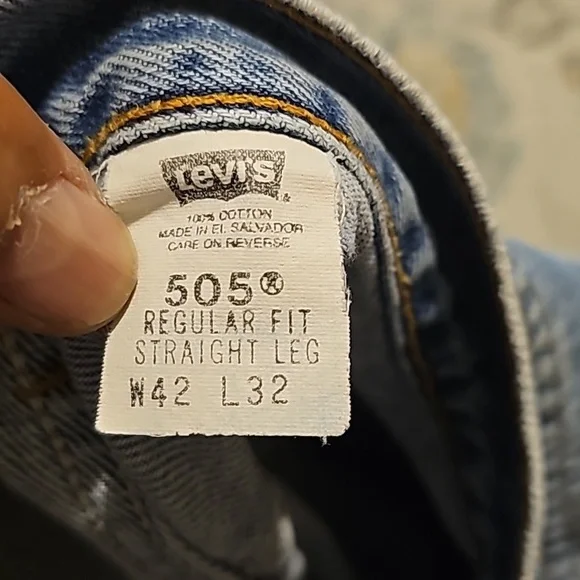 Levi's
100% COTTON
MADE IN EL SALVADOR
CARE ON REVERSE
505®
REGULAR FIT
STRAIGHT LEG
W42 L32